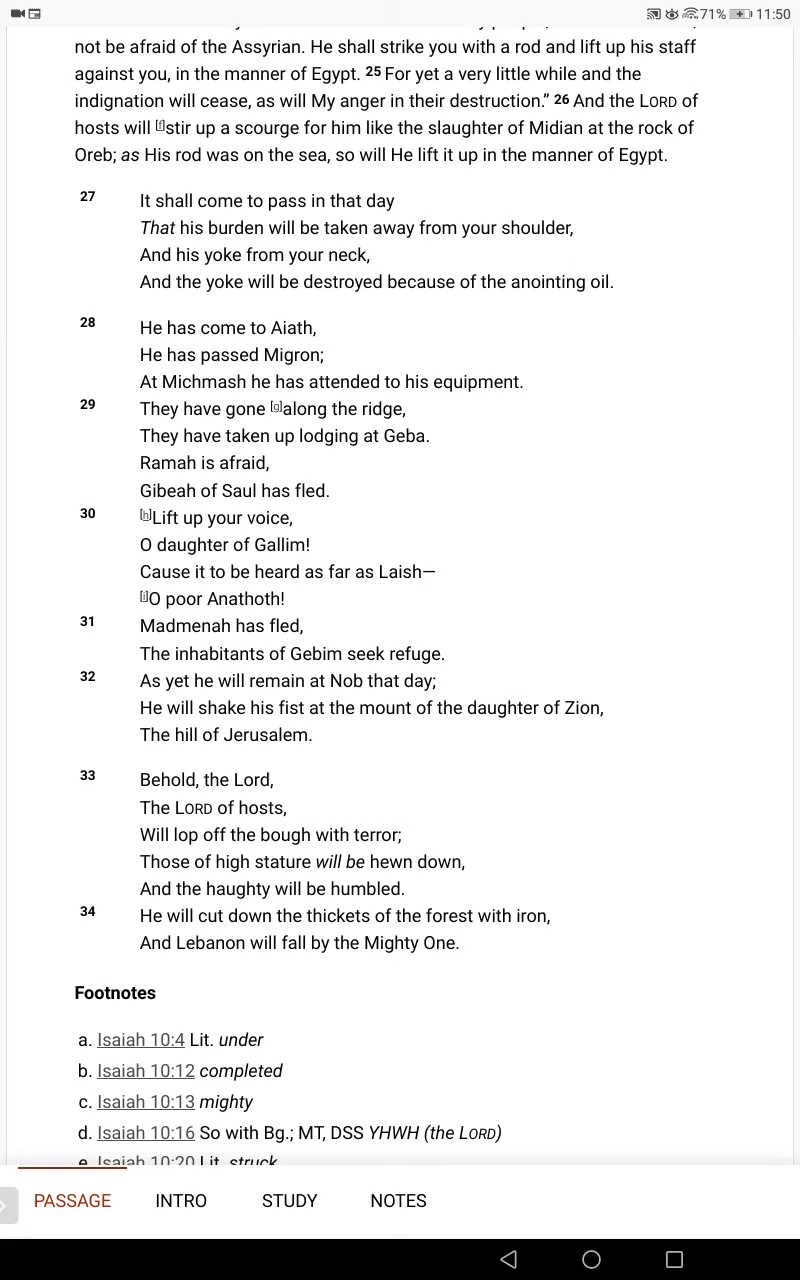 71% 11:50
not be afraid of the Assyrian. He shall strike you with a rod and lift up his staff
against you, in the manner of Egypt. 25 For yet a very little while and the
indignation will cease, as will My anger in their destruction.” 26 And the LORD of
hosts will [f]stir up a scourge for him like the slaughter of Midian at the rock of
Oreb; as His rod was on the sea, so will He lift it up in the manner of Egypt.
27 It shall come to pass in that day
That his burden will be taken away from your shoulder,
And his yoke from your neck,
And the yoke will be destroyed because of the anointing oil.
28 He has come to Aiath,
He has passed Migron;
At Michmash he has attended to his equipment.
29 They have gone [g]along the ridge,
They have taken up lodging at Geba.
Ramah is afraid,
Gibeah of Saul has fled.
30 [h]Lift up your voice,
O daughter of Gallim!
Cause it to be heard as far as Laish—
[i]O poor Anathoth!
31 Madmenah has fled,
The inhabitants of Gebim seek refuge.
32 As yet he will remain at Nob that day;
He will shake his fist at the mount of the daughter of Zion,
The hill of Jerusalem.
33 Behold, the Lord,
The LORD of hosts,
Will lop off the bough with terror;
Those of high stature will be hewn down,
And the haughty will be humbled.
34 He will cut down the thickets of the forest with iron,
And Lebanon will fall by the Mighty One.
Footnotes
a. Isaiah 10:4 Lit. under
b. Isaiah 10:12 completed
c. Isaiah 10:13 mighty
d. Isaiah 10:16 So with Bg.; MT, DSS YHWH (the LORD)
e. Isaiah 10:20 Lit. struck
PASSAGE INTRO STUDY NOTES